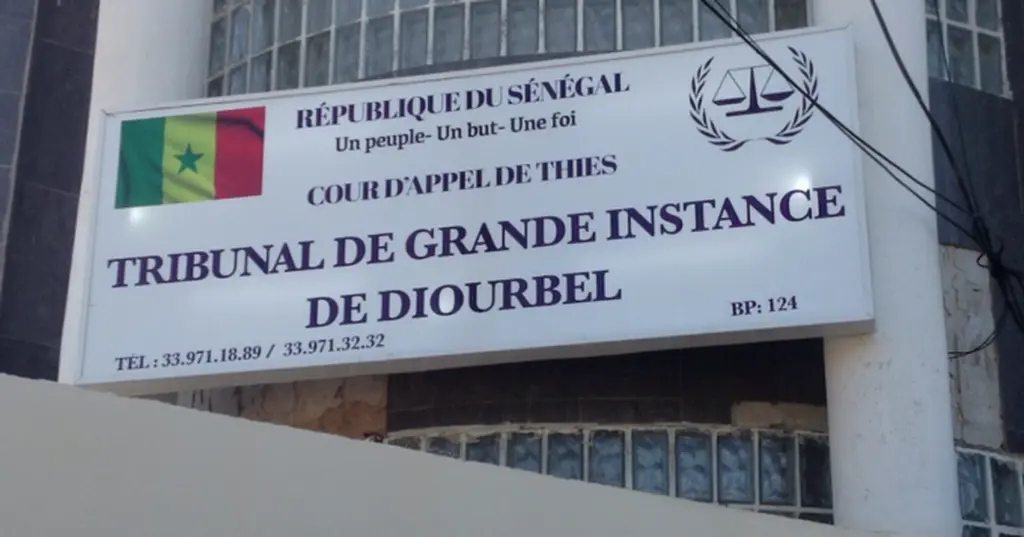 RÉPUBLIQUE DU SÉNÉGAL
Un peuple- Un but- Une foi
COUR D'APPEL DE THIES
TRIBUNAL DE GRANDE INSTANCE
DE DIOURBEL
BP: 124
TÉL : 33.971.18.89 / 33.971.32.32